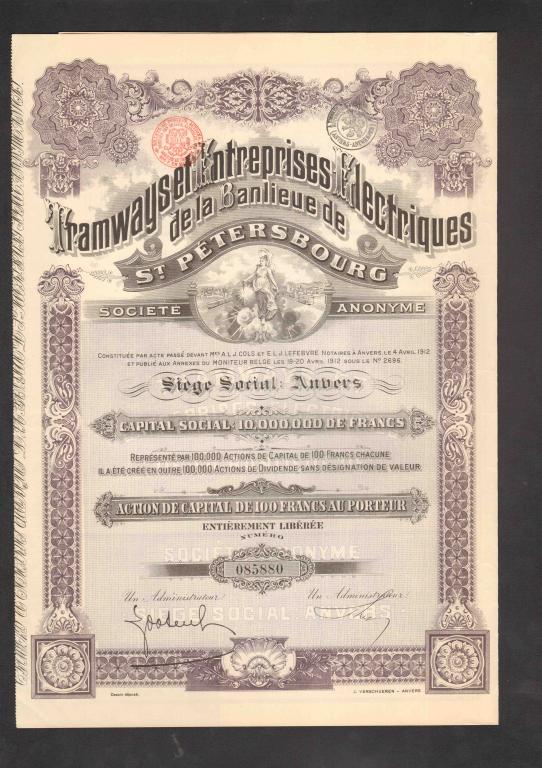 Tramways et Entreprises Electriques
de la Banlieue de
ST PÉTERSBOURG
SOCIÉTÉ ANONYME
CONSTITUÉE PAR ACTE PASSÉ DEVANT MES A.L.J. COLS ET E.L.J. LEFEBVRE NOTAIRES À ANVERS, LE 4 AVRIL 1912
ET PUBLIÉ AUX ANNEXES DU MONITEUR BELGE LES 19-20 AVRIL 1912 SOUS LE No 2696.
Siège Social: Anvers
CAPITAL SOCIAL: 10.000.000 DE FRANCS
REPRÉSENTÉ PAR 100,000 ACTIONS DE CAPITAL DE 100 FRANCS CHACUNE
IL A ÉTÉ CRÉÉ EN OUTRE 100,000 ACTIONS DE DIVIDENDE SANS DÉSIGNATION DE VALEUR.
ACTION DE CAPITAL DE 100 FRANCS AU PORTEUR
ENTIÈREMENT LIBÉRÉE
NUMÉRO
SOCIÉTÉ ANONYME
085880
Un Administrateur: Un Administrateur:
SIÈGE SOCIAL ANVERS
Dessin déposé. J. VERSCHUEREN - ANVERS